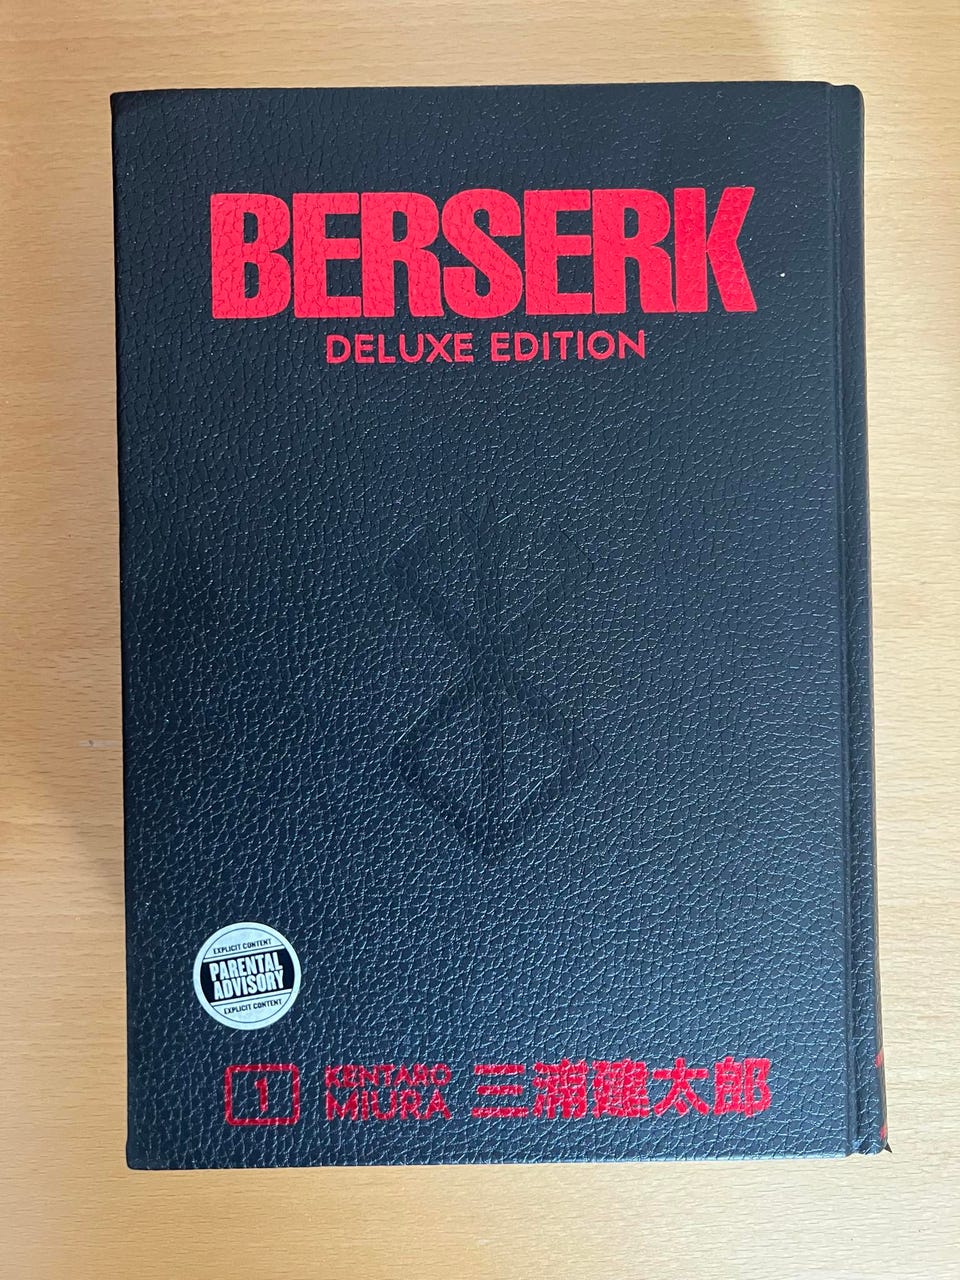 BERSERK
DELUXE EDITION
EXPLICIT CONTENT
PARENTAL
ADVISORY
EXPLICIT CONTENT
1
KENTARO
MIURA
三浦建太郎